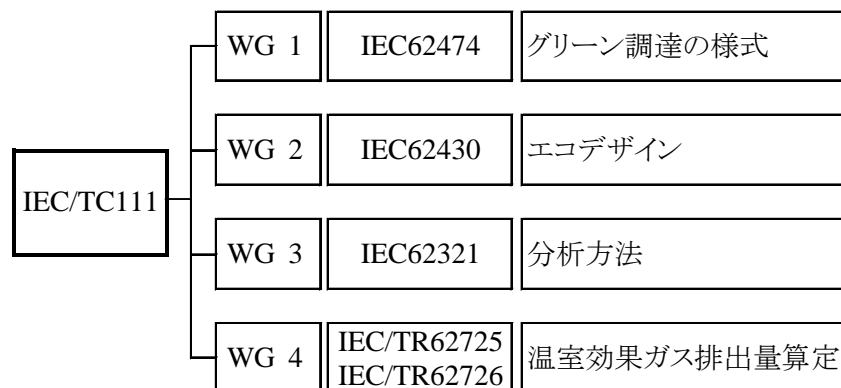 WG 1
IEC62474
グリーン調達の様式
WG 2
IEC62430
エコデザイン
IEC/TC111
WG 3
IEC62321
分析方法
WG 4
IEC/TR62725
IEC/TR62726
温室効果ガス排出量算定